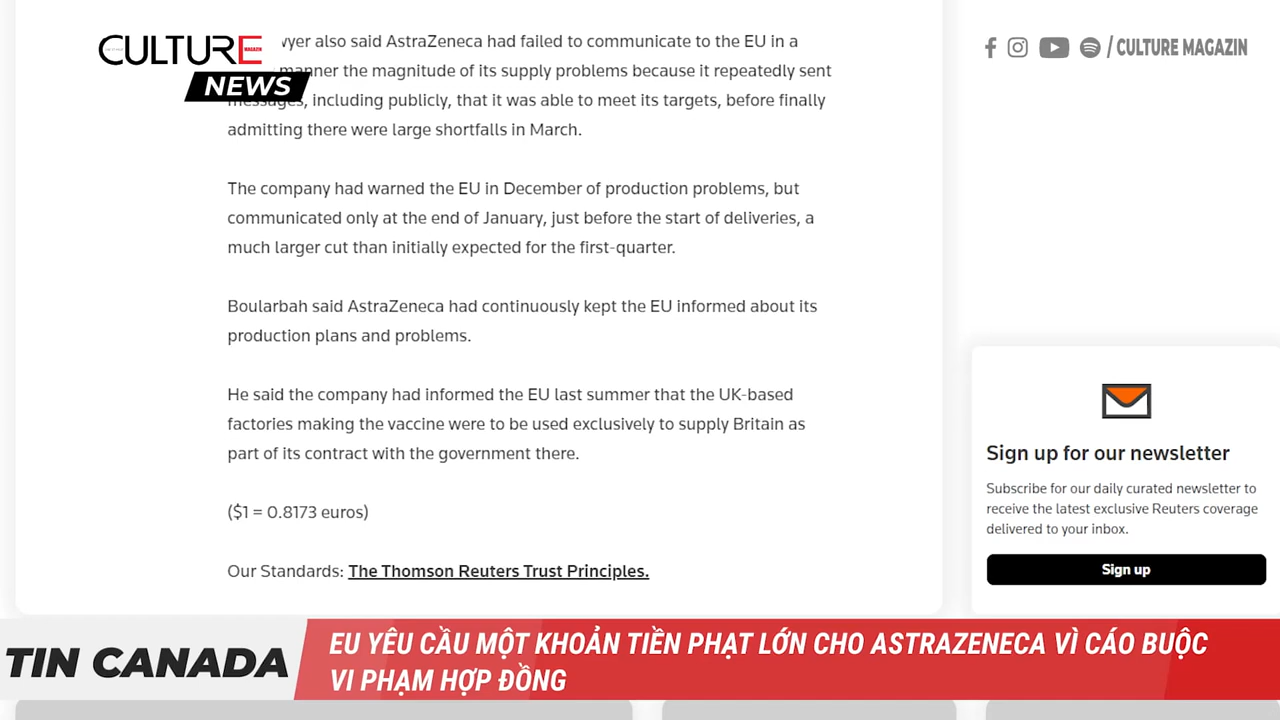 CULTURE
MAGAZIN
NEWS
/ CULTURE MAGAZIN
yer also said AstraZeneca had failed to communicate to the EU in a
manner the magnitude of its supply problems because it repeatedly sent
messages, including publicly, that it was able to meet its targets, before finally
admitting there were large shortfalls in March.
The company had warned the EU in December of production problems, but
communicated only at the end of January, just before the start of deliveries, a
much larger cut than initially expected for the first-quarter.
Boularbah said AstraZeneca had continuously kept the EU informed about its
production plans and problems.
He said the company had informed the EU last summer that the UK-based
factories making the vaccine were to be used exclusively to supply Britain as
part of its contract with the government there.
($1 = 0.8173 euros)
Our Standards: The Thomson Reuters Trust Principles.
Sign up for our newsletter
Subscribe for our daily curated newsletter to
receive the latest exclusive Reuters coverage
delivered to your inbox.
Sign up
TIN CANADA
EU YÊU CẦU MỘT KHOẢN TIỀN PHẠT LỚN CHO ASTRAZENECA VÌ CÁO BUỘC
VI PHẠM HỢP ĐỒNG